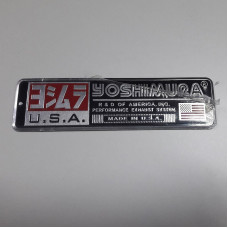 ヨシムラ
U.S.A.
YOSHIMURA®
R & D OF AMERICA, INC.
PERFORMANCE EXHAUST SYSTEM
MADE IN U.S.A.